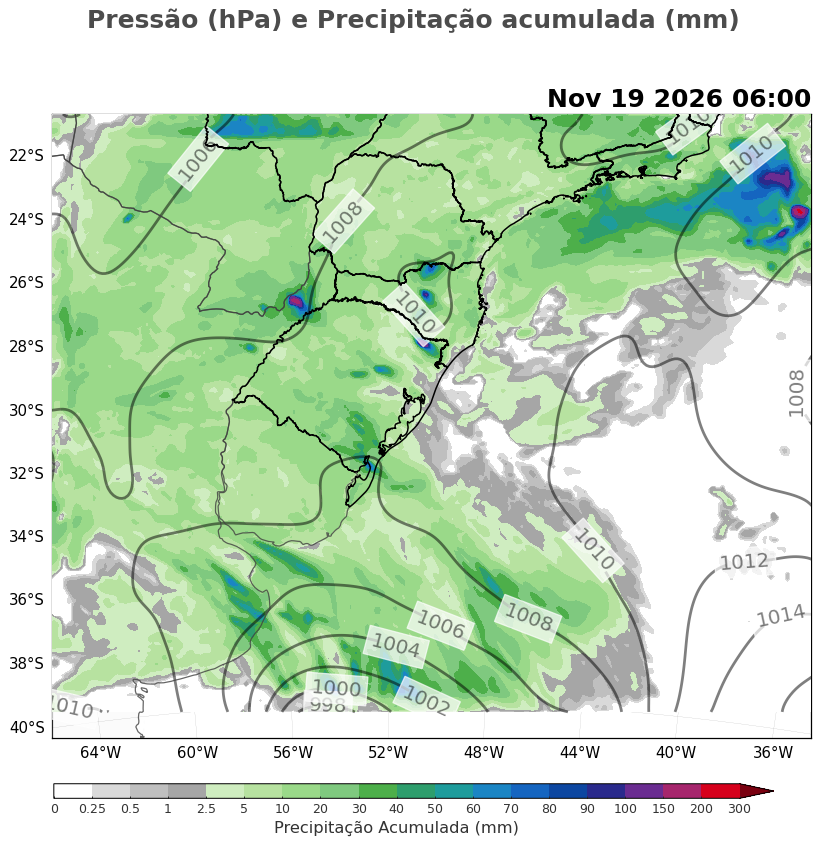 Pressão (hPa) e Precipitação acumulada (mm)
Nov 19 2026 06:00
1010
1010
22°S
24°S
26°S
28°S
30°S
32°S
34°S
36°S
38°S
40°S
1008
1010
1008
1010
1012
1014
1008
1006
1004
1002
1000
998
1010
64°W 60°W 56°W 52°W 48°W 44°W 40°W 36°W
0 0.25 0.5 1 2.5 5 10 20 30 40 50 60 70 80 90 100 150 200 300
Precipitação Acumulada (mm)